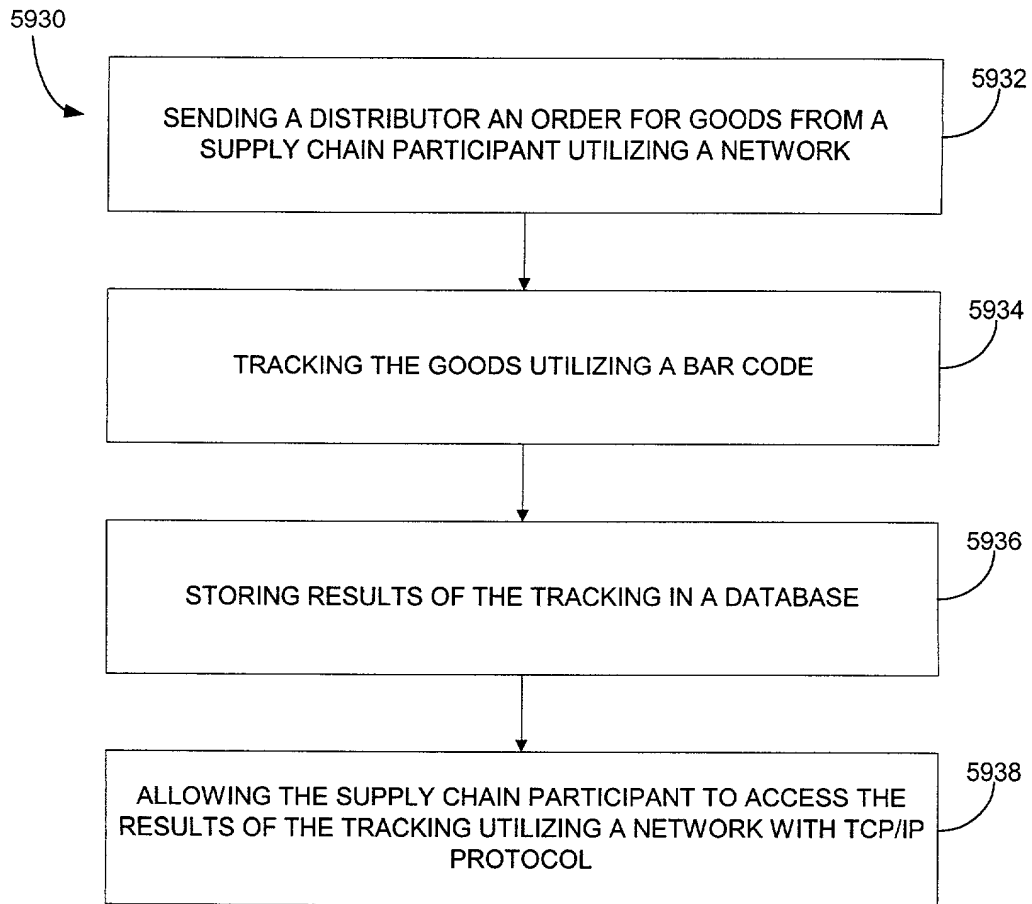 5930
5932
SENDING A DISTRIBUTOR AN ORDER FOR GOODS FROM A
SUPPLY CHAIN PARTICIPANT UTILIZING A NETWORK
5934
TRACKING THE GOODS UTILIZING A BAR CODE
5936
STORING RESULTS OF THE TRACKING IN A DATABASE
5938
ALLOWING THE SUPPLY CHAIN PARTICIPANT TO ACCESS THE
RESULTS OF THE TRACKING UTILIZING A NETWORK WITH TCP/IP
PROTOCOL